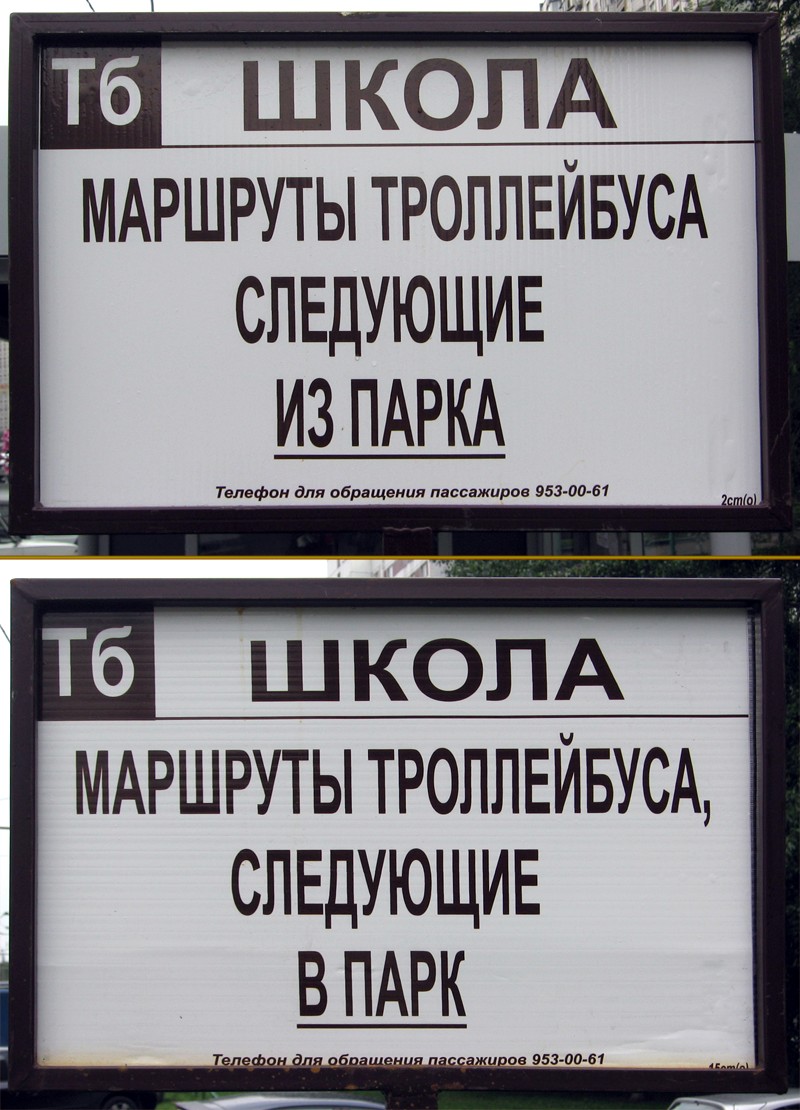 Тб ШКОЛА
МАРШРУТЫ ТРОЛЛЕЙБУСА
СЛЕДУЮЩИЕ
ИЗ ПАРКА
Телефон для обращения пассажиров 953-00-61
2cm(o)
Тб ШКОЛА
МАРШРУТЫ ТРОЛЛЕЙБУСА,
СЛЕДУЮЩИЕ
В ПАРК
Телефон для обращения пассажиров 953-00-61
15cm(o)